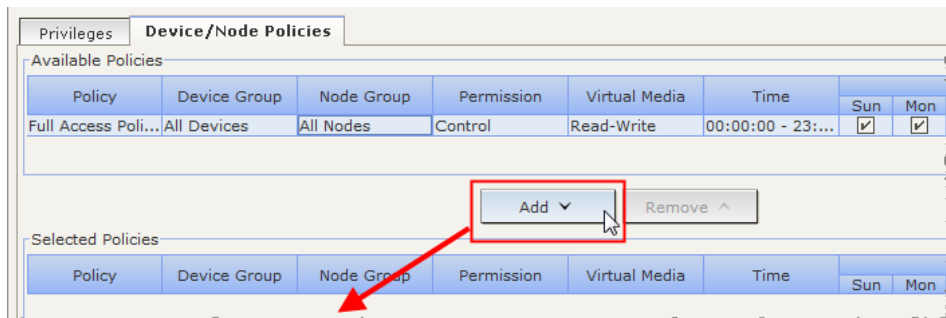 Privileges Device/Node Policies
Available Policies
Policy Device Group Node Group Permission Virtual Media Time
Sun Mon
Full Access Poli... All Devices All Nodes Control Read-Write 00:00:00 - 23:...
Add Remove
Selected Policies
Policy Device Group Node Group Permission Virtual Media Time
Sun Mon